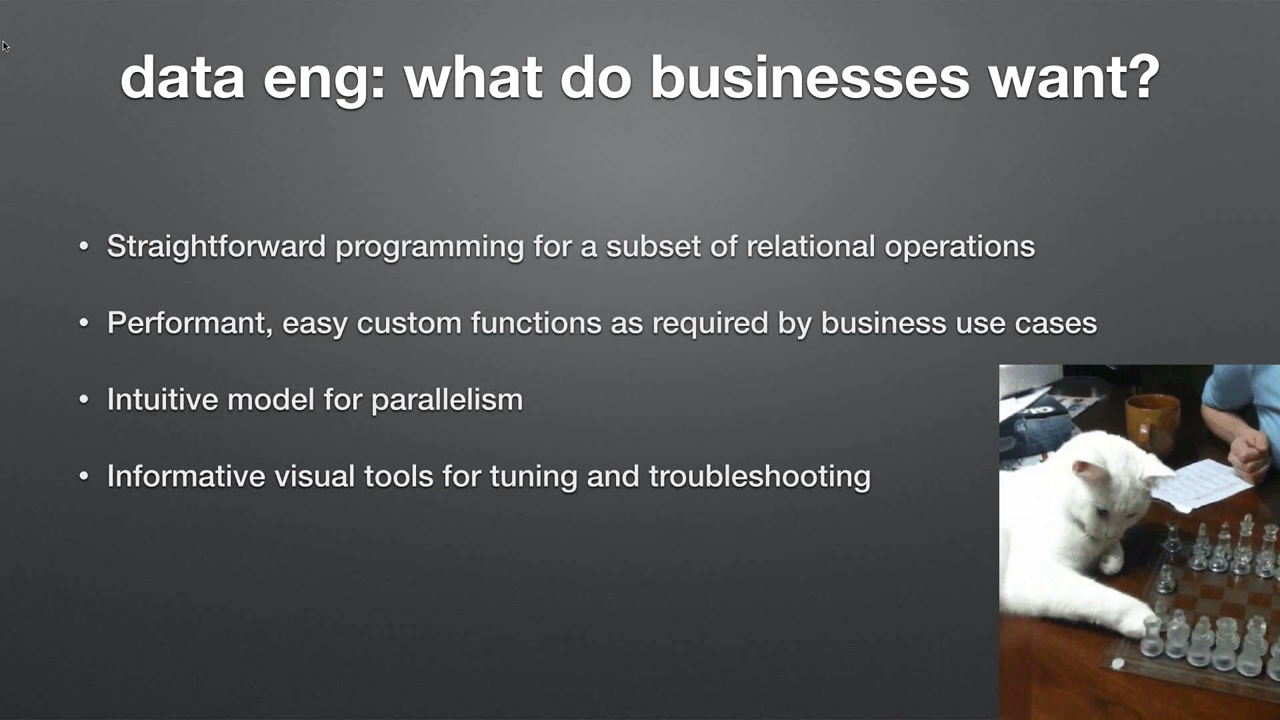 data eng: what do businesses want?
• Straightforward programming for a subset of relational operations
• Performant, easy custom functions as required by business use cases
• Intuitive model for parallelism
• Informative visual tools for tuning and troubleshooting